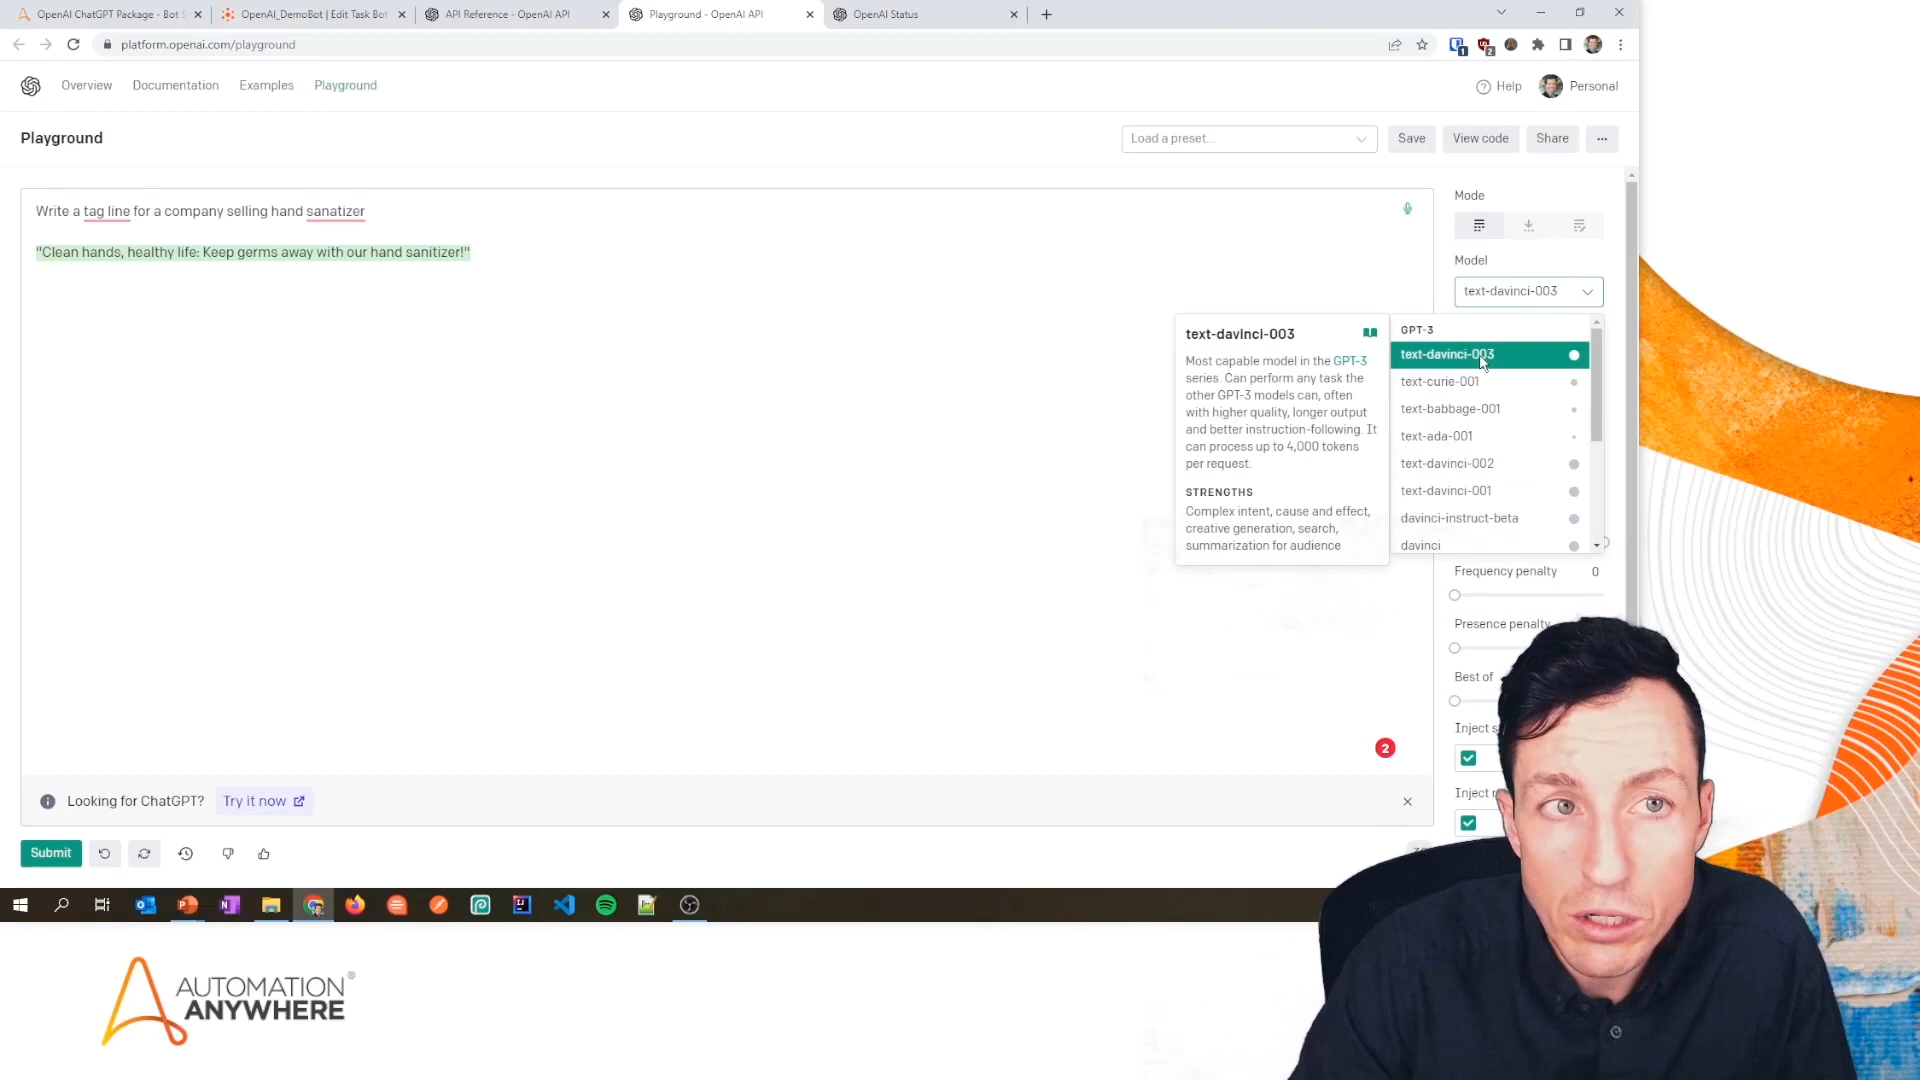 OpenAI ChatGPT Package - Bot S
OpenAI_DemoBot | Edit Task Bot
API Reference - OpenAI API
Playground - OpenAI API
OpenAI Status
platform.openai.com/playground
1
2
Overview
Documentation
Examples
Playground
Help
Personal
Playground
Load a preset...
Save
View code
Share
...
Write a tag line for a company selling hand sanatizer
"Clean hands, healthy life: Keep germs away with our hand sanitizer!"
Mode
Model
text-davinci-003
text-davinci-003
Most capable model in the GPT-3
series. Can perform any task the
other GPT-3 models can, often
with higher quality, longer output
and better instruction-following. It
can process up to 4,000 tokens
per request.
STRENGTHS
Complex intent, cause and effect,
creative generation, search,
summarization for audience
GPT-3
text-davinci-003
text-curie-001
text-babbage-001
text-ada-001
text-davinci-002
text-davinci-001
davinci-instruct-beta
davinci
Frequency penalty 0
Presence penalty
Best of
Inject
Inject
2
Looking for ChatGPT? Try it now
Submit
AUTOMATION®
ANYWHERE